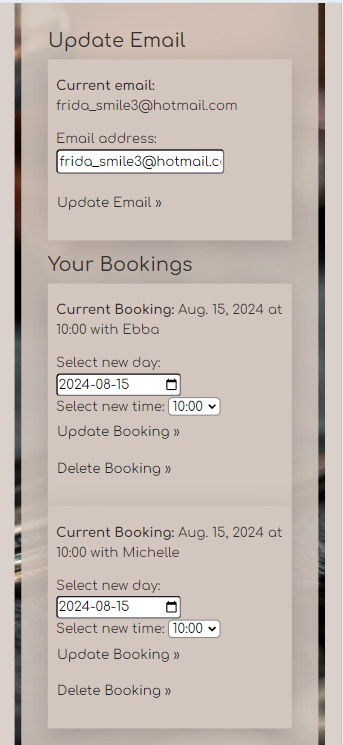 Update Email
Current email:
frida_smile3@hotmail.com
Email address:
frida_smile3@hotmail.c
Update Email »
Your Bookings
Current Booking: Aug. 15, 2024 at
10:00 with Ebba
Select new day:
2024-08-15
Select new time: 10:00
Update Booking »
Delete Booking »
Current Booking: Aug. 15, 2024 at
10:00 with Michelle
Select new day:
2024-08-15
Select new time: 10:00
Update Booking »
Delete Booking »